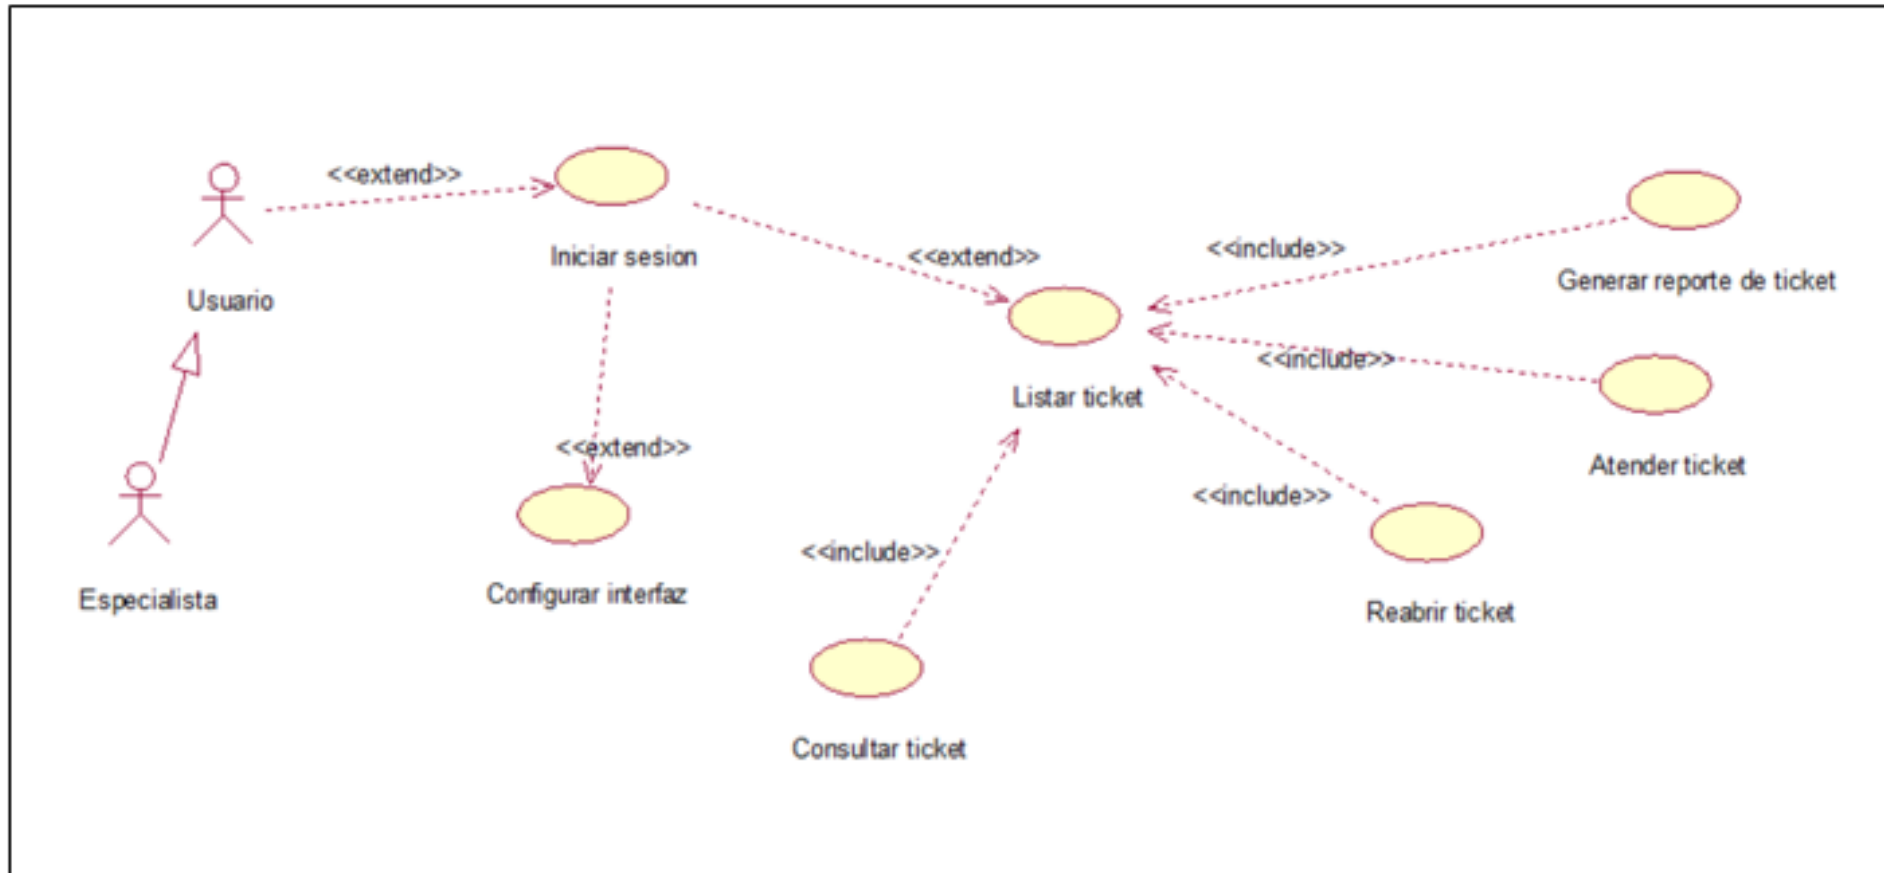 <<extend>>
Iniciar sesion
Usuario
<<extend>>
<<include>>
Generar reporte de ticket
<<include>>
Listar ticket
Atender ticket
<<extend>>
<<include>>
<<include>>
Especialista
Configurar interfaz
Reabrir ticket
Consultar ticket